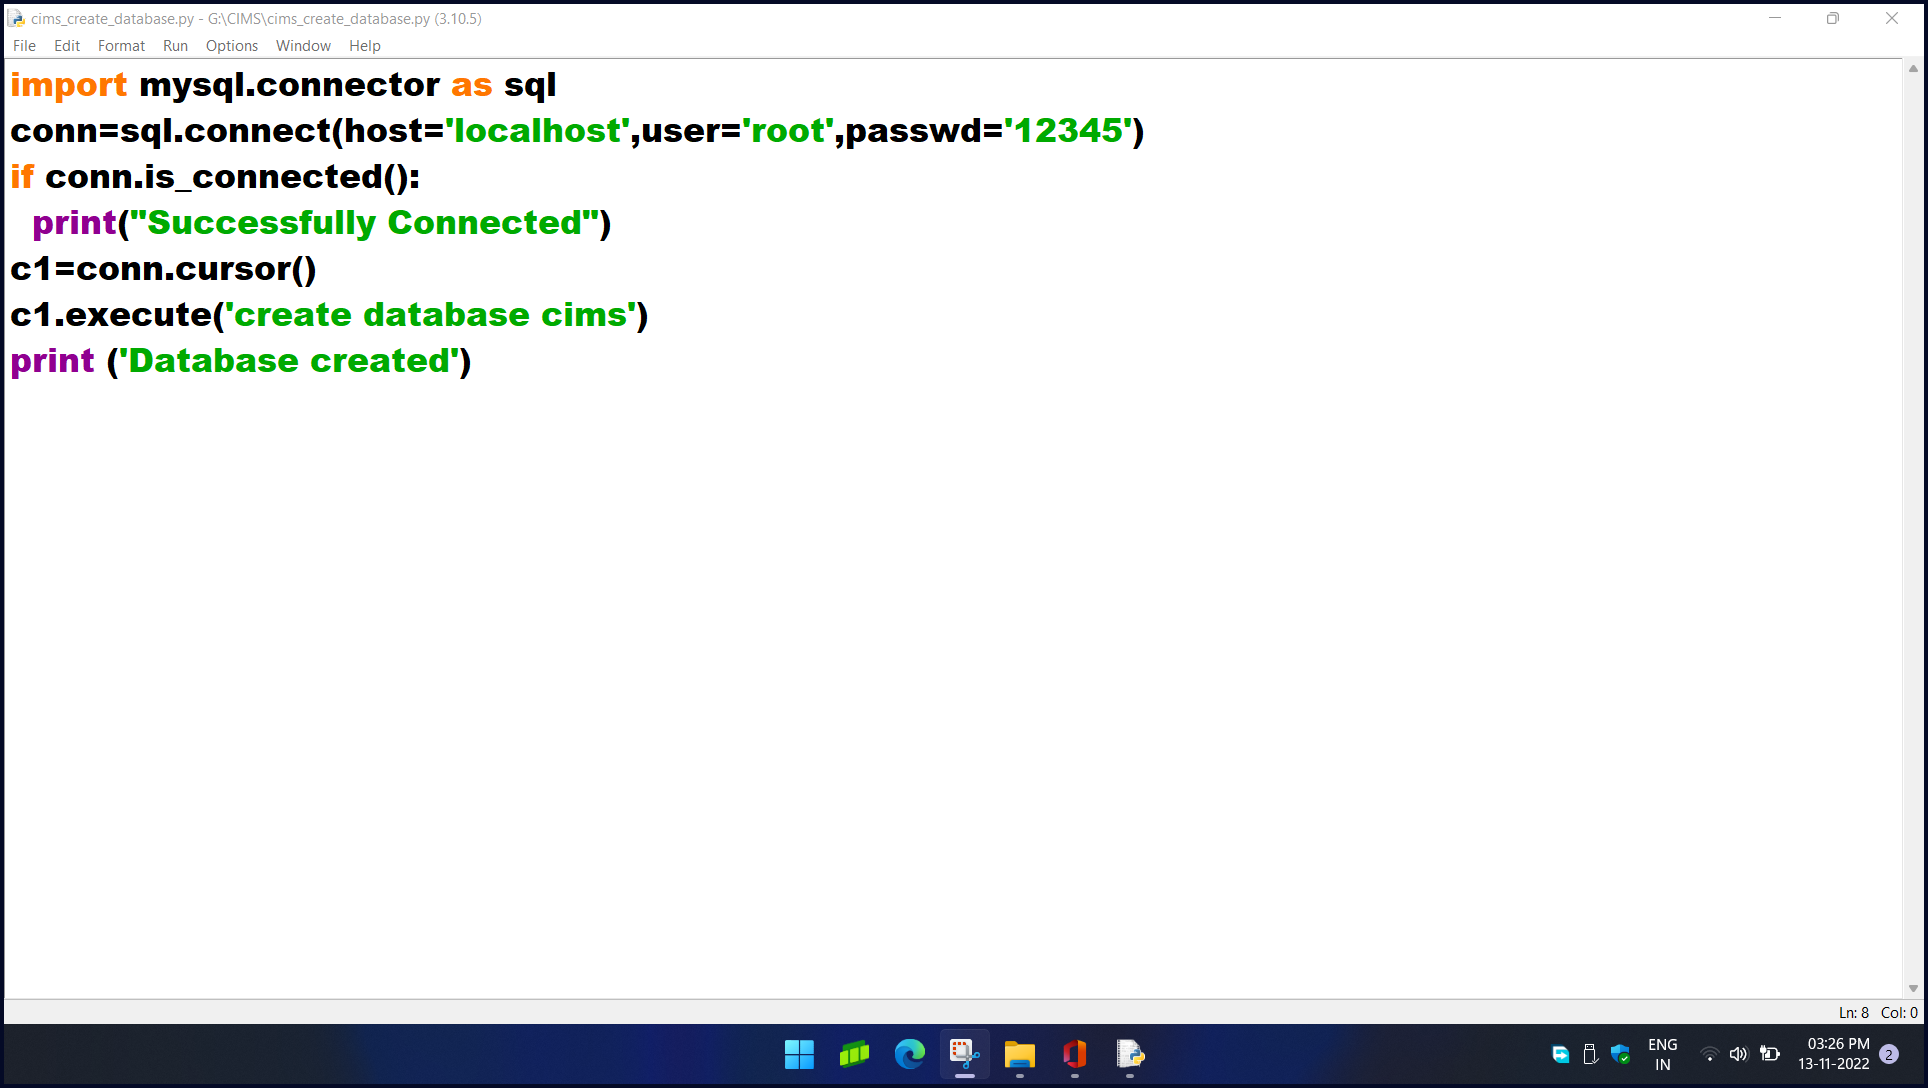 cims_create_database.py - G:\CIMS\cims_create_database.py (3.10.5)
File Edit Format Run Options Window Help
import mysql.connector as sql
conn=sql.connect(host='localhost',user='root',passwd='12345')
if conn.is_connected():
  print("Successfully Connected")
c1=conn.cursor()
c1.execute('create database cims')
print ('Database created')
Ln: 8 Col: 0
ENG
IN
03:26 PM
13-11-2022
2